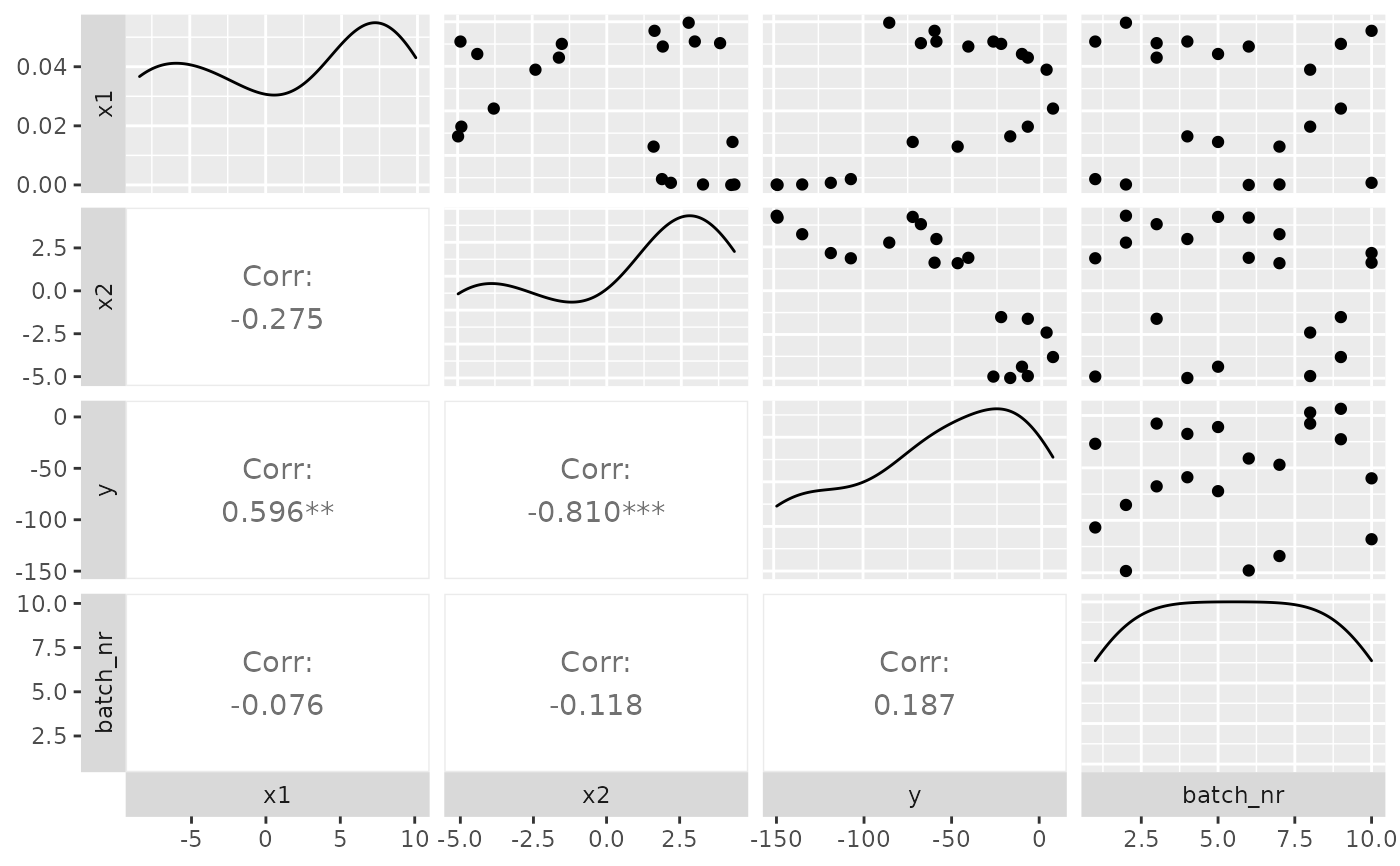 0.04
0.02
0.00
x1
2.5
0.0
-2.5
-5.0
x2
Corr:
-0.275
0
-50
-100
-150
y
Corr:
0.596**
Corr:
-0.810***
10.0
7.5
5.0
2.5
batch_nr
Corr:
-0.076
Corr:
-0.118
Corr:
0.187
x1 x2 y batch_nr
-5 0 5 10 -5.0 -2.5 0.0 2.5 -150 -100 -50 0 2.5 5.0 7.5 10.0